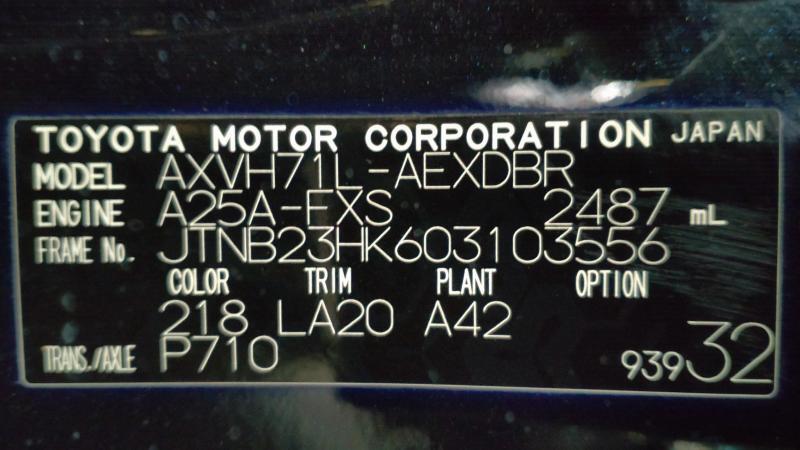 TOYOTA MOTOR CORPORATION JAPAN
MODEL AXVH71L-AEXDBR
ENGINE A25A-FXS 2487 mL
FRAME No. JTNB23HK603103556
COLOR TRIM PLANT OPTION
218 LA20 A42
TRANS./AXLE P710 93932